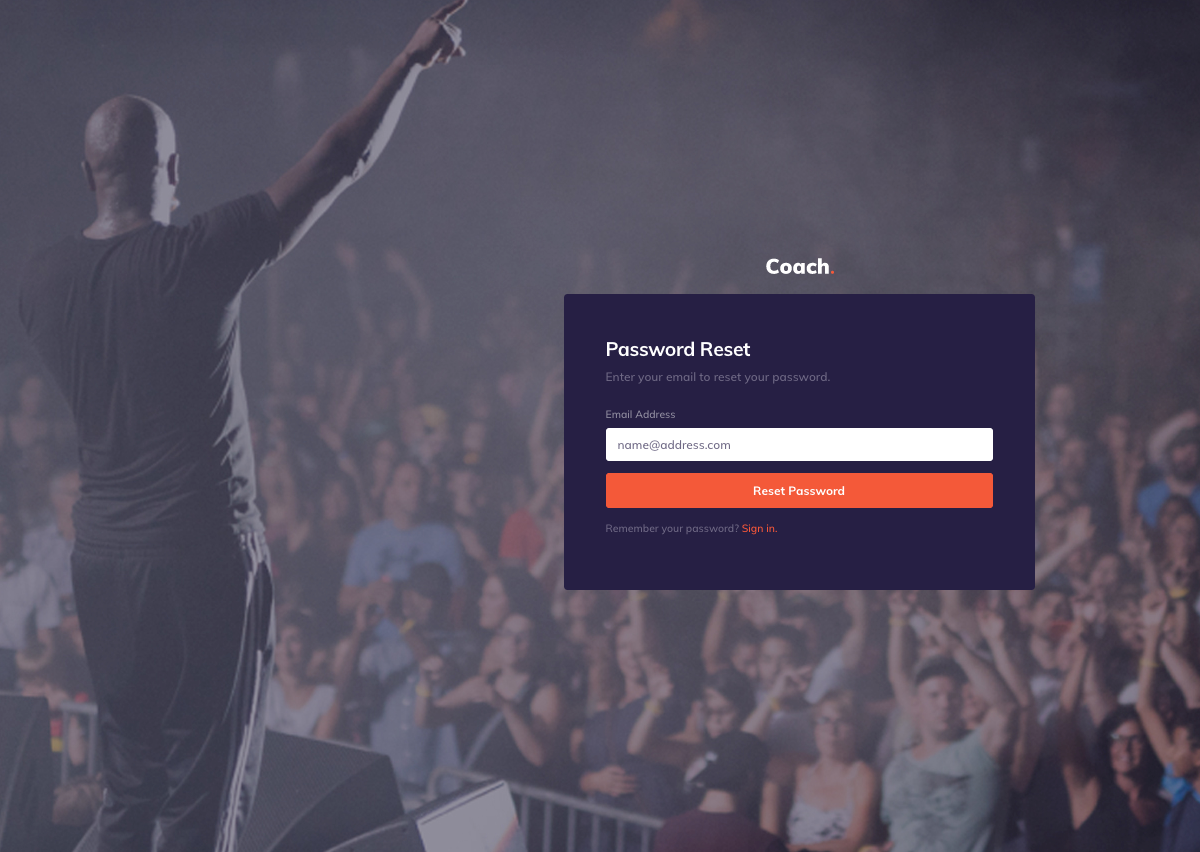 Coach.
Password Reset
Enter your email to reset your password.
Email Address
name@address.com
Reset Password
Remember your password? Sign in.